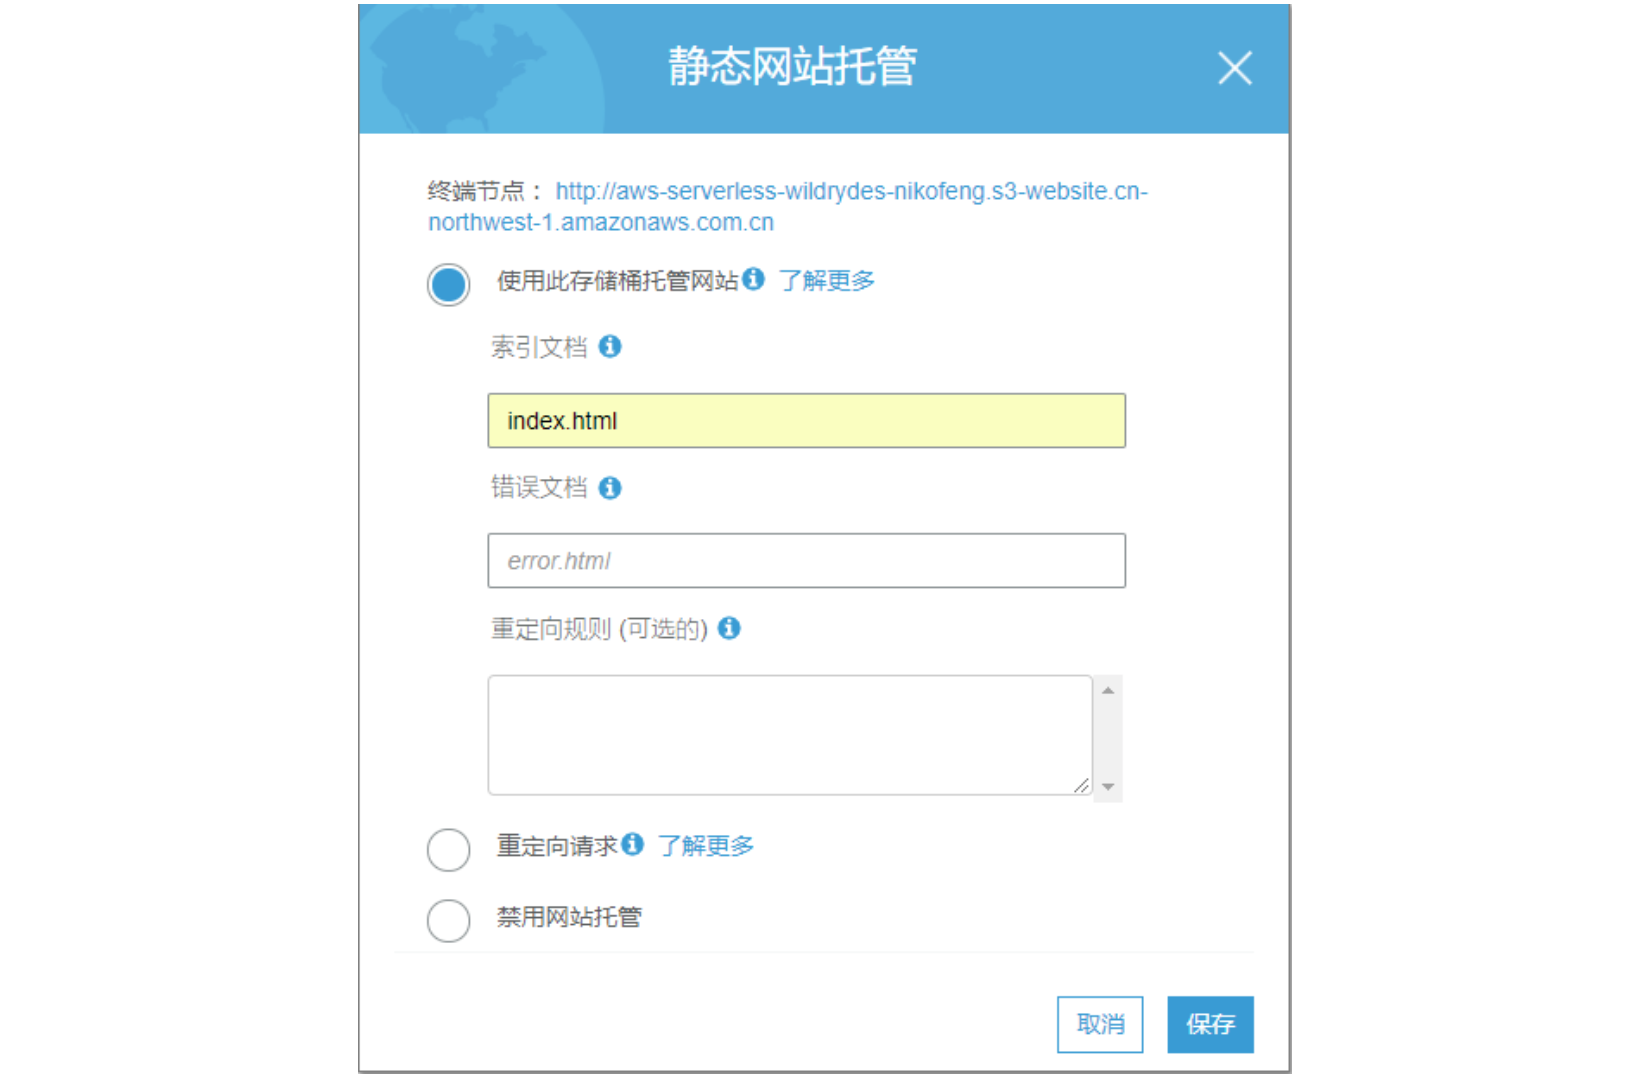 静态网站托管
终端节点： http://aws-serverless-wildrydes-nikofeng.s3-website.cn-
northwest-1.amazonaws.com.cn
使用此存储桶托管网站 了解更多
索引文档
index.html
错误文档
error.html
重定向规则 (可选的)
重定向请求 了解更多
禁用网站托管
取消 保存